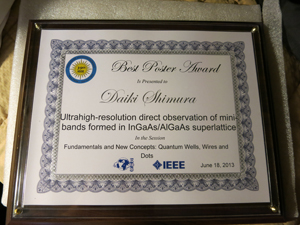 Best Poster Award
Is Presented to
Daiki Shimura
Ultrahigh-resolution direct observation of mini-
bands formed in InGaAs/AlGaAs superlattice
In the Session
Fundamentals and New Concepts: Quantum Wells, Wires and
Dots
IEEE
June 18, 2013